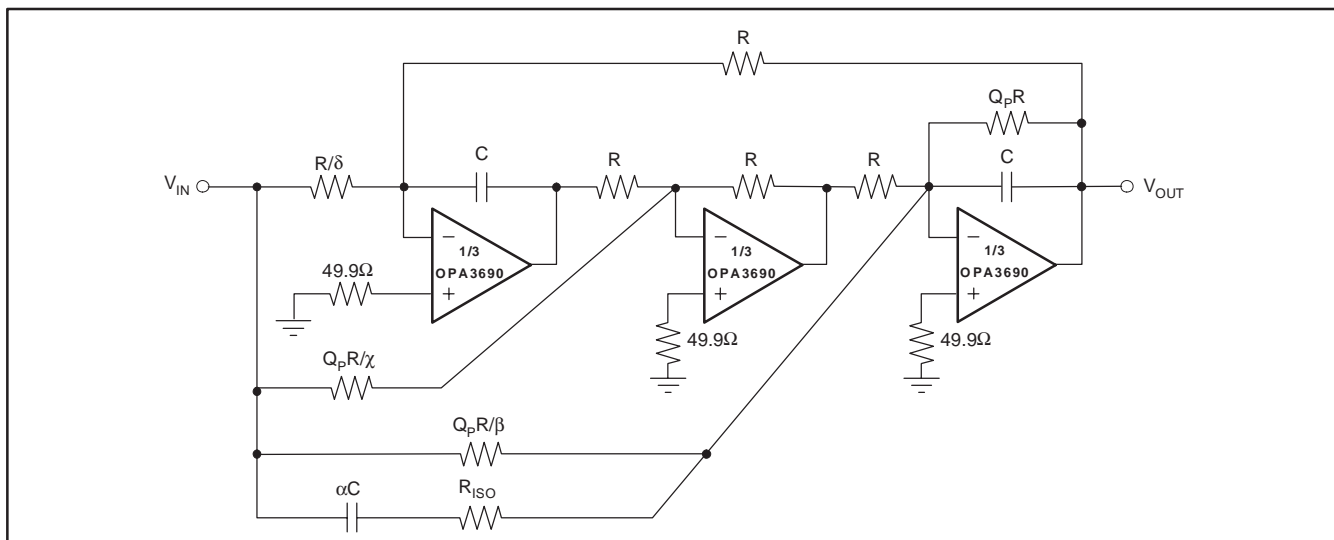 R
Q_PR
R/δ
C
R
R
R
C
V_IN
V_OUT
−
1/3
OPA3690
+
−
1/3
OPA3690
+
−
1/3
OPA3690
+
49.9Ω
49.9Ω
49.9Ω
Q_PR/χ
Q_PR/β
αC
R_ISO